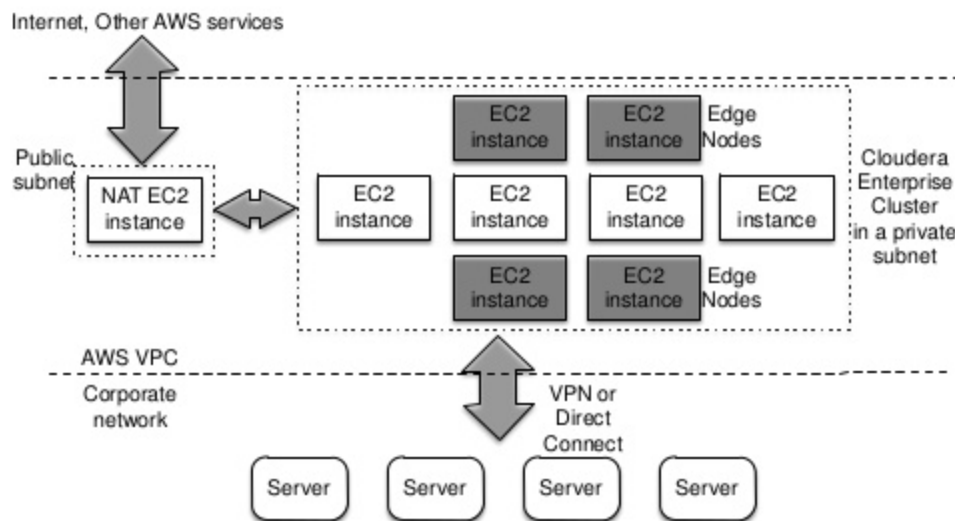 Internet, Other AWS services
Public
subnet
NAT EC2
instance
EC2
instance
EC2
instance
Edge
Nodes
EC2
instance
EC2
instance
EC2
instance
EC2
instance
EC2
instance
EC2
instance
Edge
Nodes
Cloudera
Enterprise
Cluster
in a private
subnet
AWS VPC
Corporate
network
VPN or
Direct
Connect
Server
Server
Server
Server